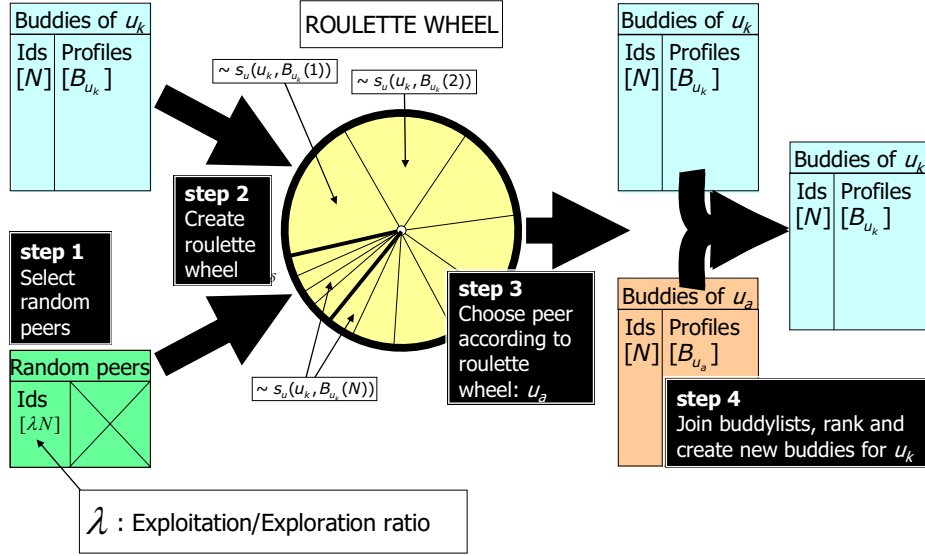 Buddies of u_k
Ids Profiles
[N] [B_{u_k}]
ROULETTE WHEEL
~ s_u(u_k, B_{u_k}(1))
~ s_u(u_k, B_{u_k}(2))
step 1
Select
random
peers
Random peers
Ids
[λN]
step 2
Create
roulette
wheel
δ
~ s_u(u_k, B_{u_k}(N))
step 3
Choose peer
according to
roulette
wheel: u_a
Buddies of u_k
Ids Profiles
[N] [B_{u_k}]
Buddies of u_a
Ids Profiles
[N] [B_{u_a}]
step 4
Join buddylists, rank and
create new buddies for u_k
Buddies of u_k
Ids Profiles
[N] [B_{u_k}]
λ : Exploitation/Exploration ratio